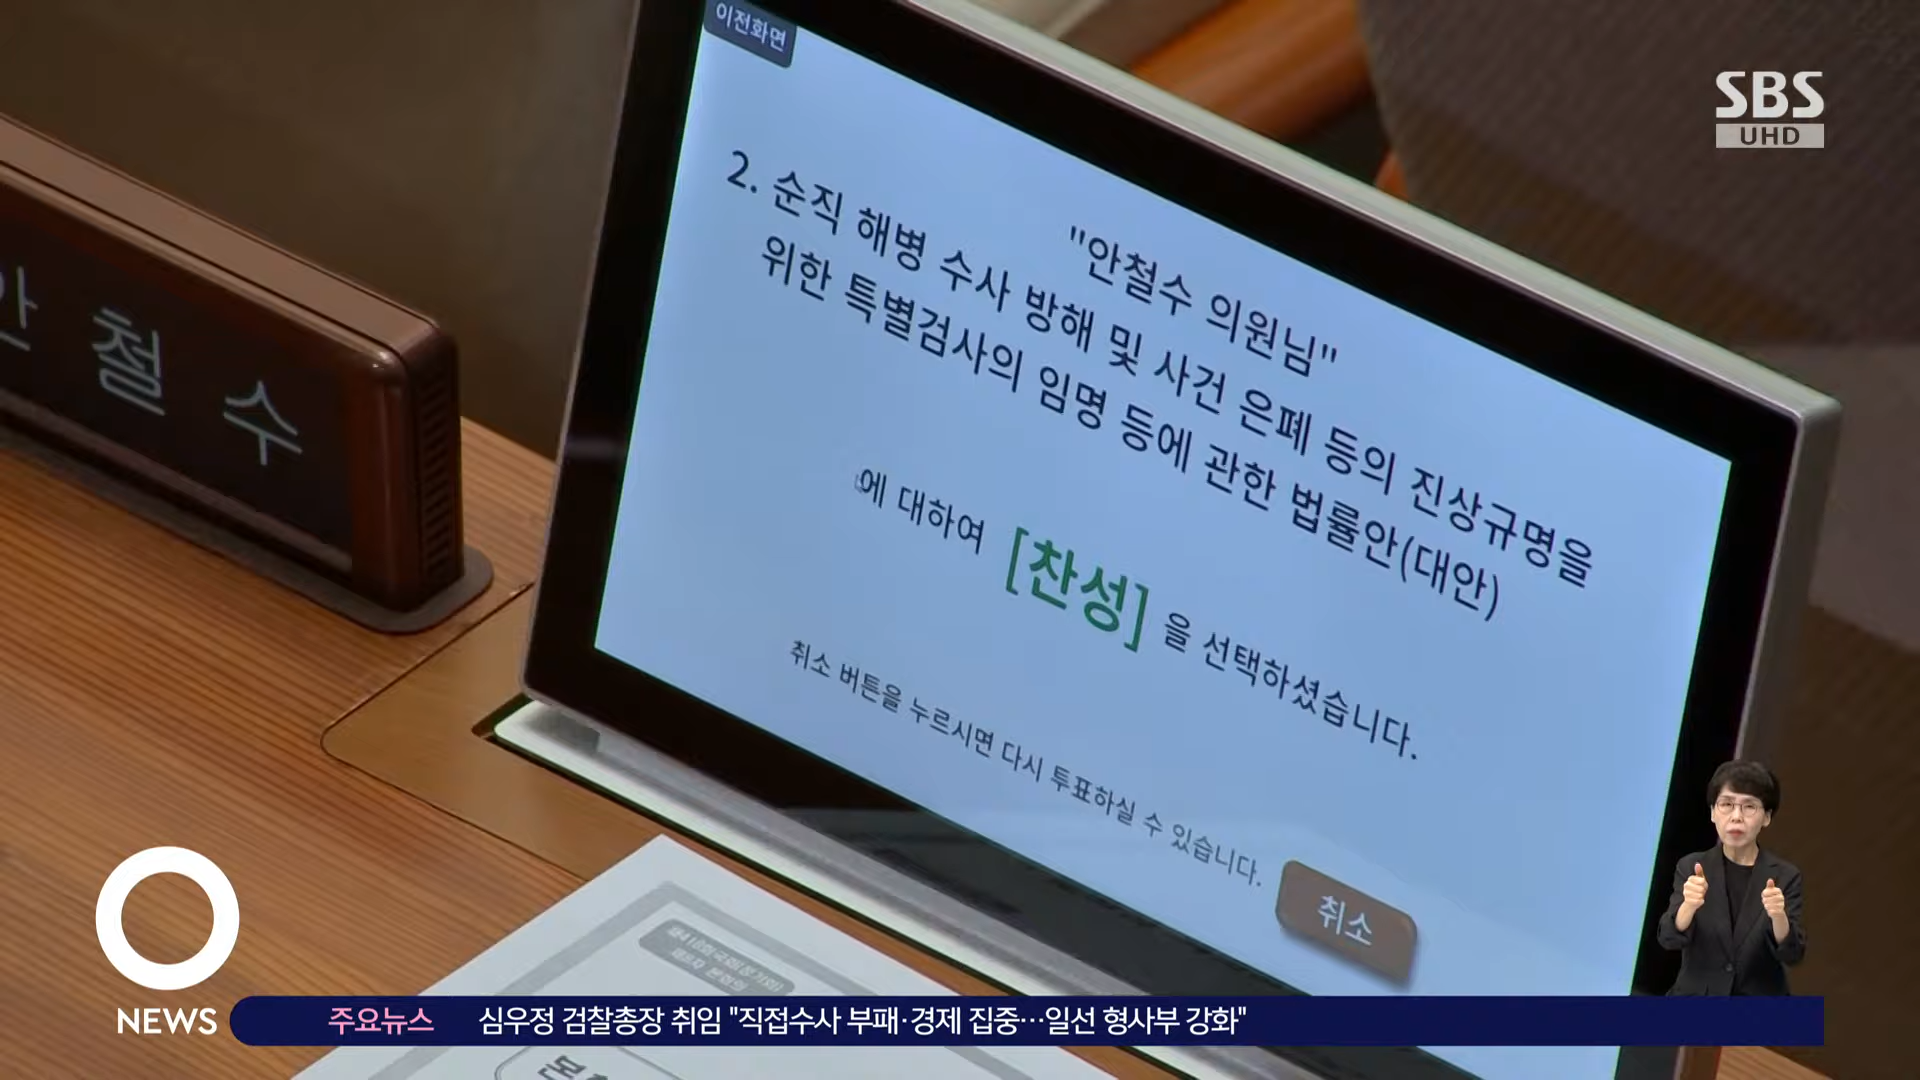 이전화면
SBS
UHD
"안철수 의원님"
2. 순직 해병 수사 방해 및 사건 은폐 등의 진상규명을
위한 특별검사의 임명 등에 관한 법률안(대안)
에 대하여 [찬성] 을 선택하셨습니다.
취소 버튼을 누르시면 다시 투표하실 수 있습니다.
취소
안철수
NEWS
주요뉴스 심우정 검찰총장 취임 "직접수사 부패·경제 집중…일선 형사부 강화"